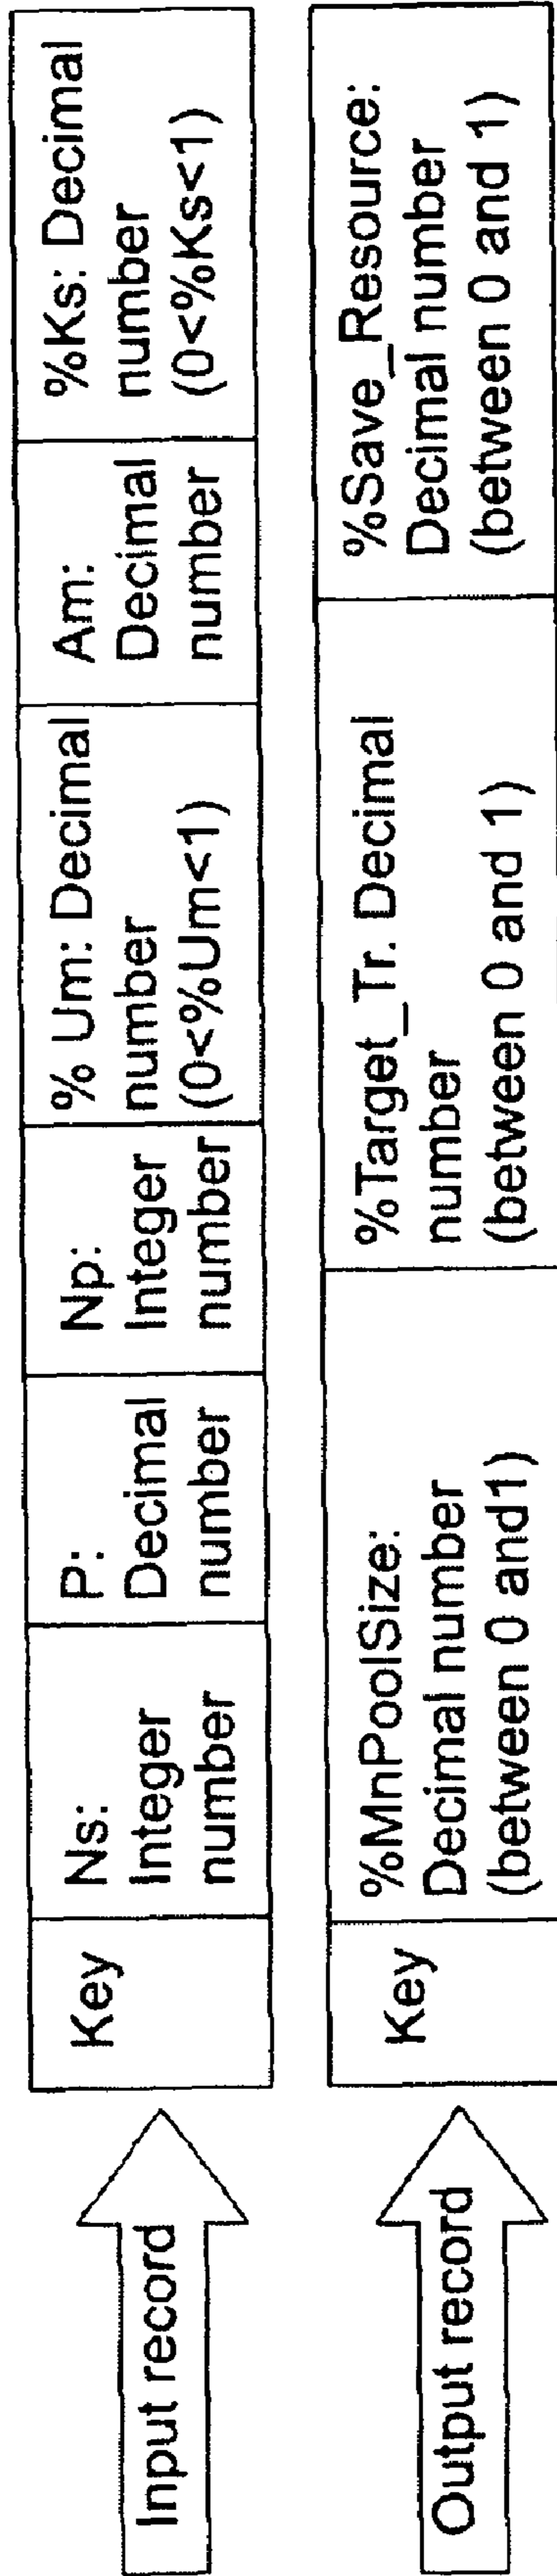 Input record
Key
Ns:
Integer
number
P:
Decimal
number
Np:
Integer
number
% Um: Decimal
number
(0<%Um<1)
Am:
Decimal
number
%Ks: Decimal
number
(0<%Ks<1)
Output record
Key
%MnPoolSize:
Decimal number
(between 0 and1)
%Target_Tr. Decimal
number
(between 0 and 1)
%Save_Resource:
Decimal number
(between 0 and 1)